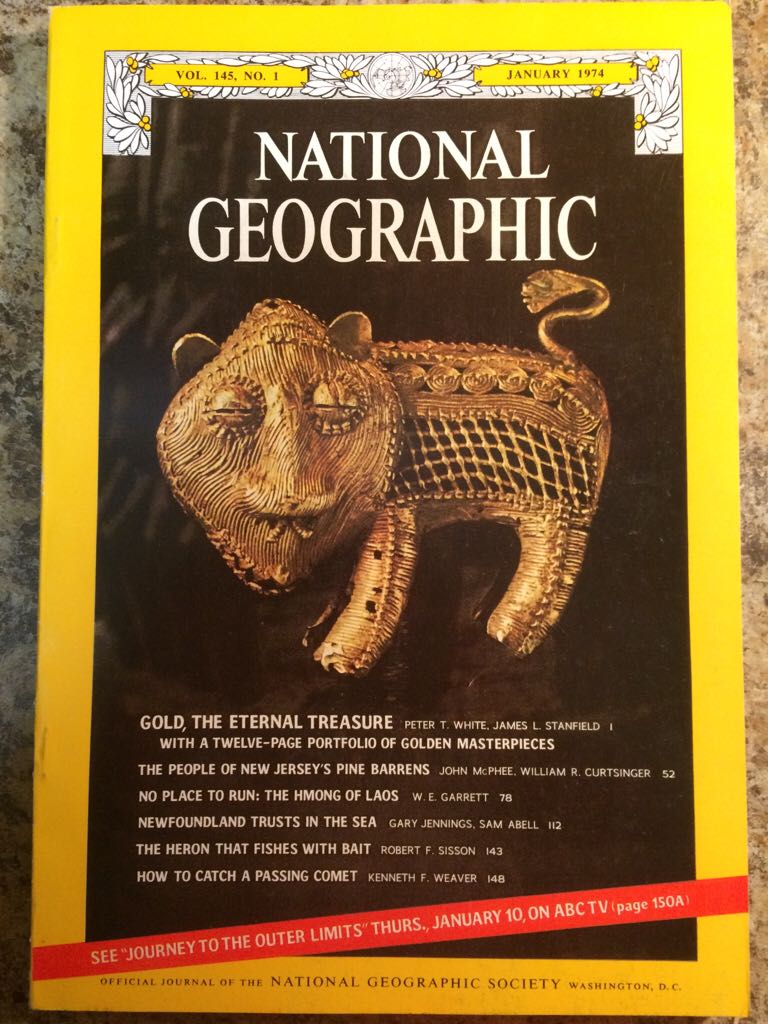 VOL. 145, NO. 1
JANUARY 1974
NATIONAL
GEOGRAPHIC
GOLD, THE ETERNAL TREASURE PETER T. WHITE, JAMES L. STANFIELD 1
WITH A TWELVE-PAGE PORTFOLIO OF GOLDEN MASTERPIECES
THE PEOPLE OF NEW JERSEY'S PINE BARRENS JOHN McPHEE, WILLIAM R. CURTSINGER 52
NO PLACE TO RUN: THE HMONG OF LAOS W. E. GARRETT 78
NEWFOUNDLAND TRUSTS IN THE SEA GARY JENNINGS, SAM ABELL 112
THE HERON THAT FISHES WITH BAIT ROBERT F. SISSON 143
HOW TO CATCH A PASSING COMET KENNETH F. WEAVER 148
SEE "JOURNEY TO THE OUTER LIMITS" THURS., JANUARY 10, ON ABC TV (page 150A)
OFFICIAL JOURNAL OF THE NATIONAL GEOGRAPHIC SOCIETY WASHINGTON, D.C.